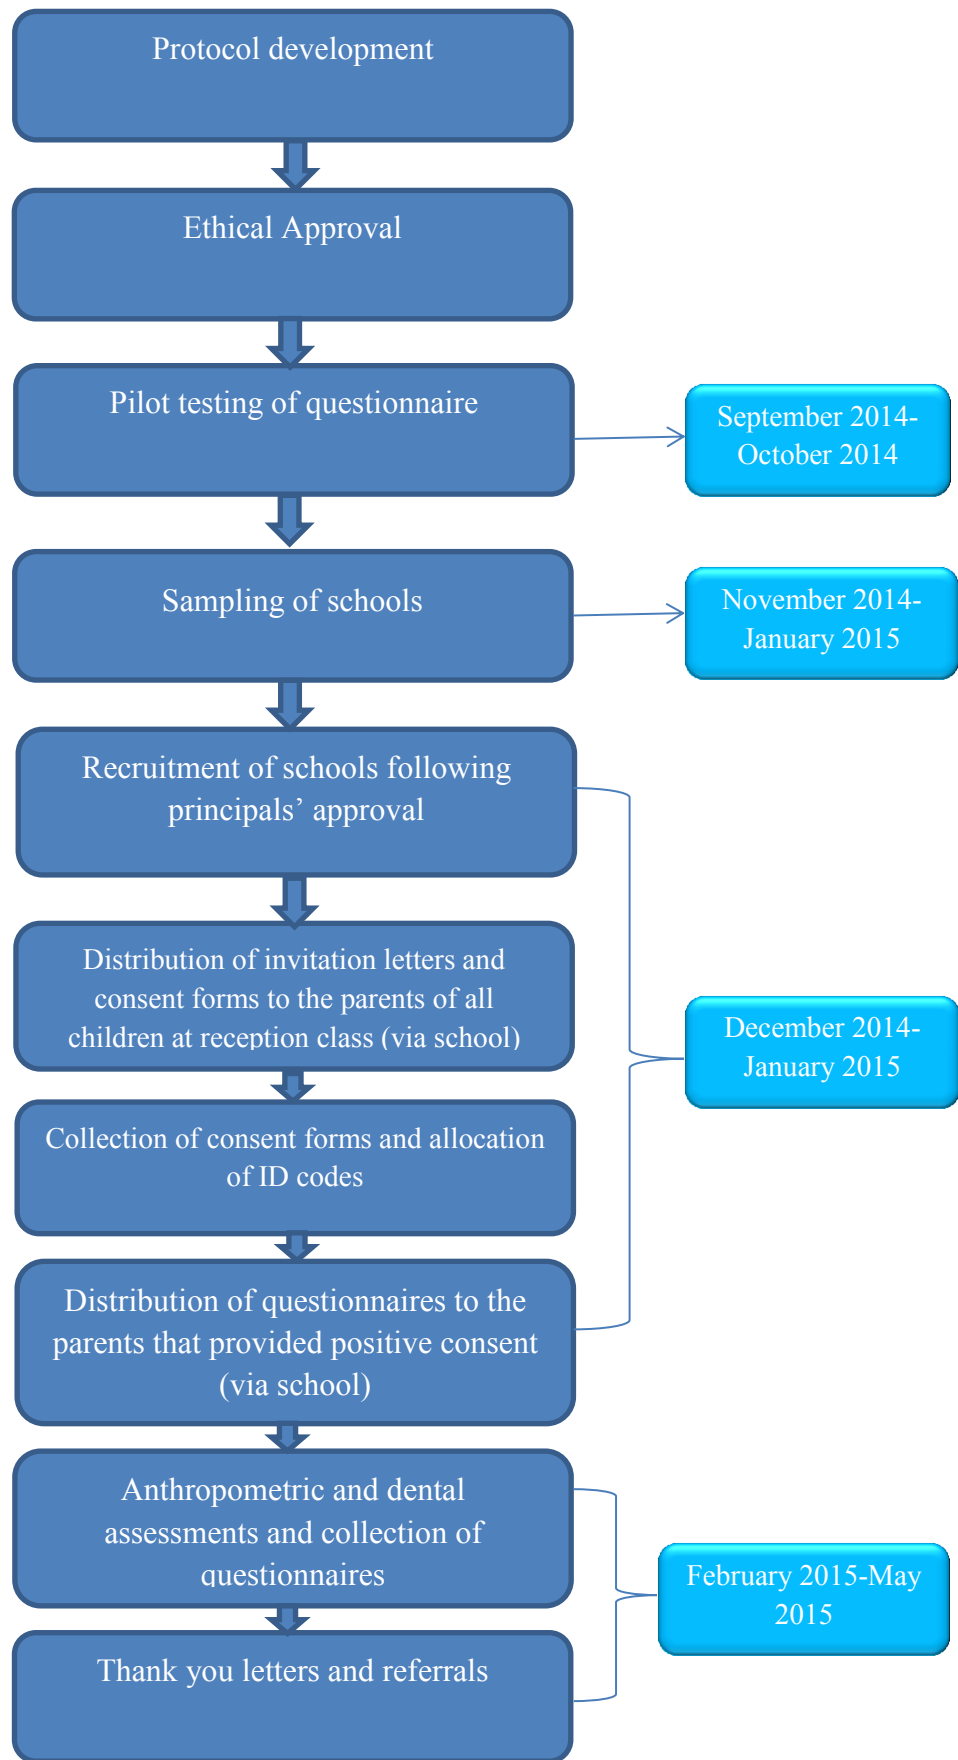 Protocol development
Ethical Approval
Pilot testing of questionnaire
September 2014-
October 2014
Sampling of schools
November 2014-
January 2015
Recruitment of schools following
principals’ approval
Distribution of invitation letters and
consent forms to the parents of all
children at reception class (via school)
December 2014-
January 2015
Collection of consent forms and allocation
of ID codes
Distribution of questionnaires to the
parents that provided positive consent
(via school)
Anthropometric and dental
assessments and collection of
questionnaires
February 2015-May
2015
Thank you letters and referrals